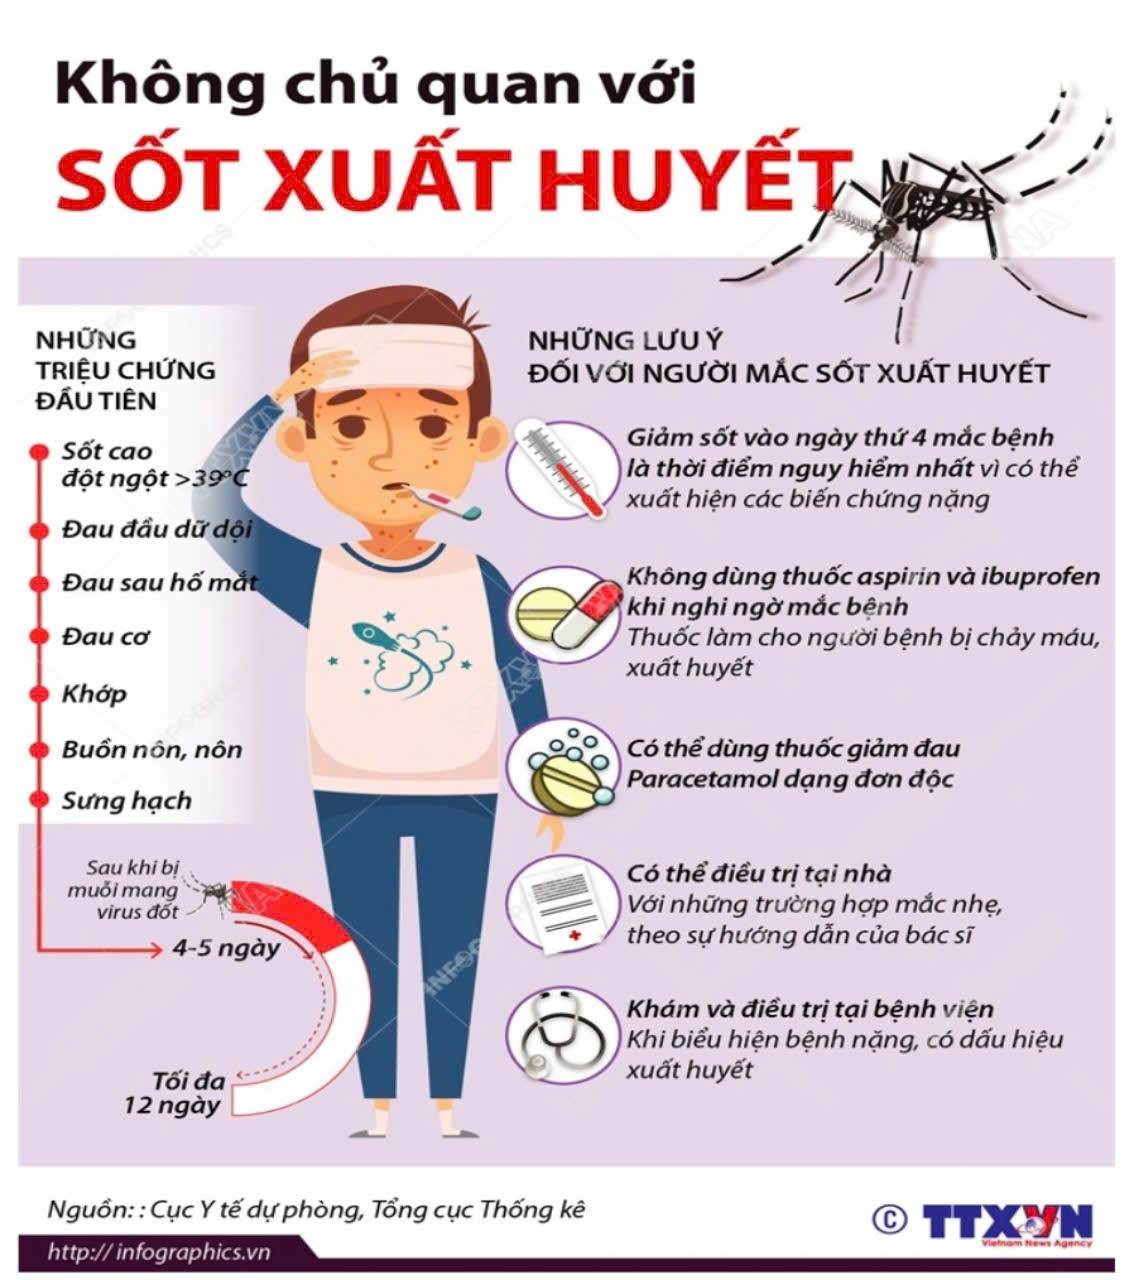 Không chủ quan với
SỐT XUẤT HUYẾT
NHỮNG
TRIỆU CHỨNG
ĐẦU TIÊN
Sốt cao
đột ngột >39°C
Đau đầu dữ dội
Đau sau hố mắt
Đau cơ
Khớp
Buồn nôn, nôn
Sưng hạch
Sau khi bị
muỗi mang
virus đốt
4-5 ngày
Tối đa
12 ngày
NHỮNG LƯU Ý
ĐỐI VỚI NGƯỜI MẮC SỐT XUẤT HUYẾT
Giảm sốt vào ngày thứ 4 mắc bệnh
là thời điểm nguy hiểm nhất vì có thể
xuất hiện các biến chứng nặng
Không dùng thuốc aspirin và ibuprofen
khi nghi ngờ mắc bệnh
Thuốc làm cho người bệnh bị chảy máu,
xuất huyết
Có thể dùng thuốc giảm đau
Paracetamol dạng đơn độc
Có thể điều trị tại nhà
Với những trường hợp mắc nhẹ,
theo sự hướng dẫn của bác sĩ
Khám và điều trị tại bệnh viện
Khi biểu hiện bệnh nặng, có dấu hiệu
xuất huyết
Nguồn: : Cục Y tế dự phòng, Tổng cục Thống kê
© TTXVN
Vietnam News Agency
http:// infographics.vn